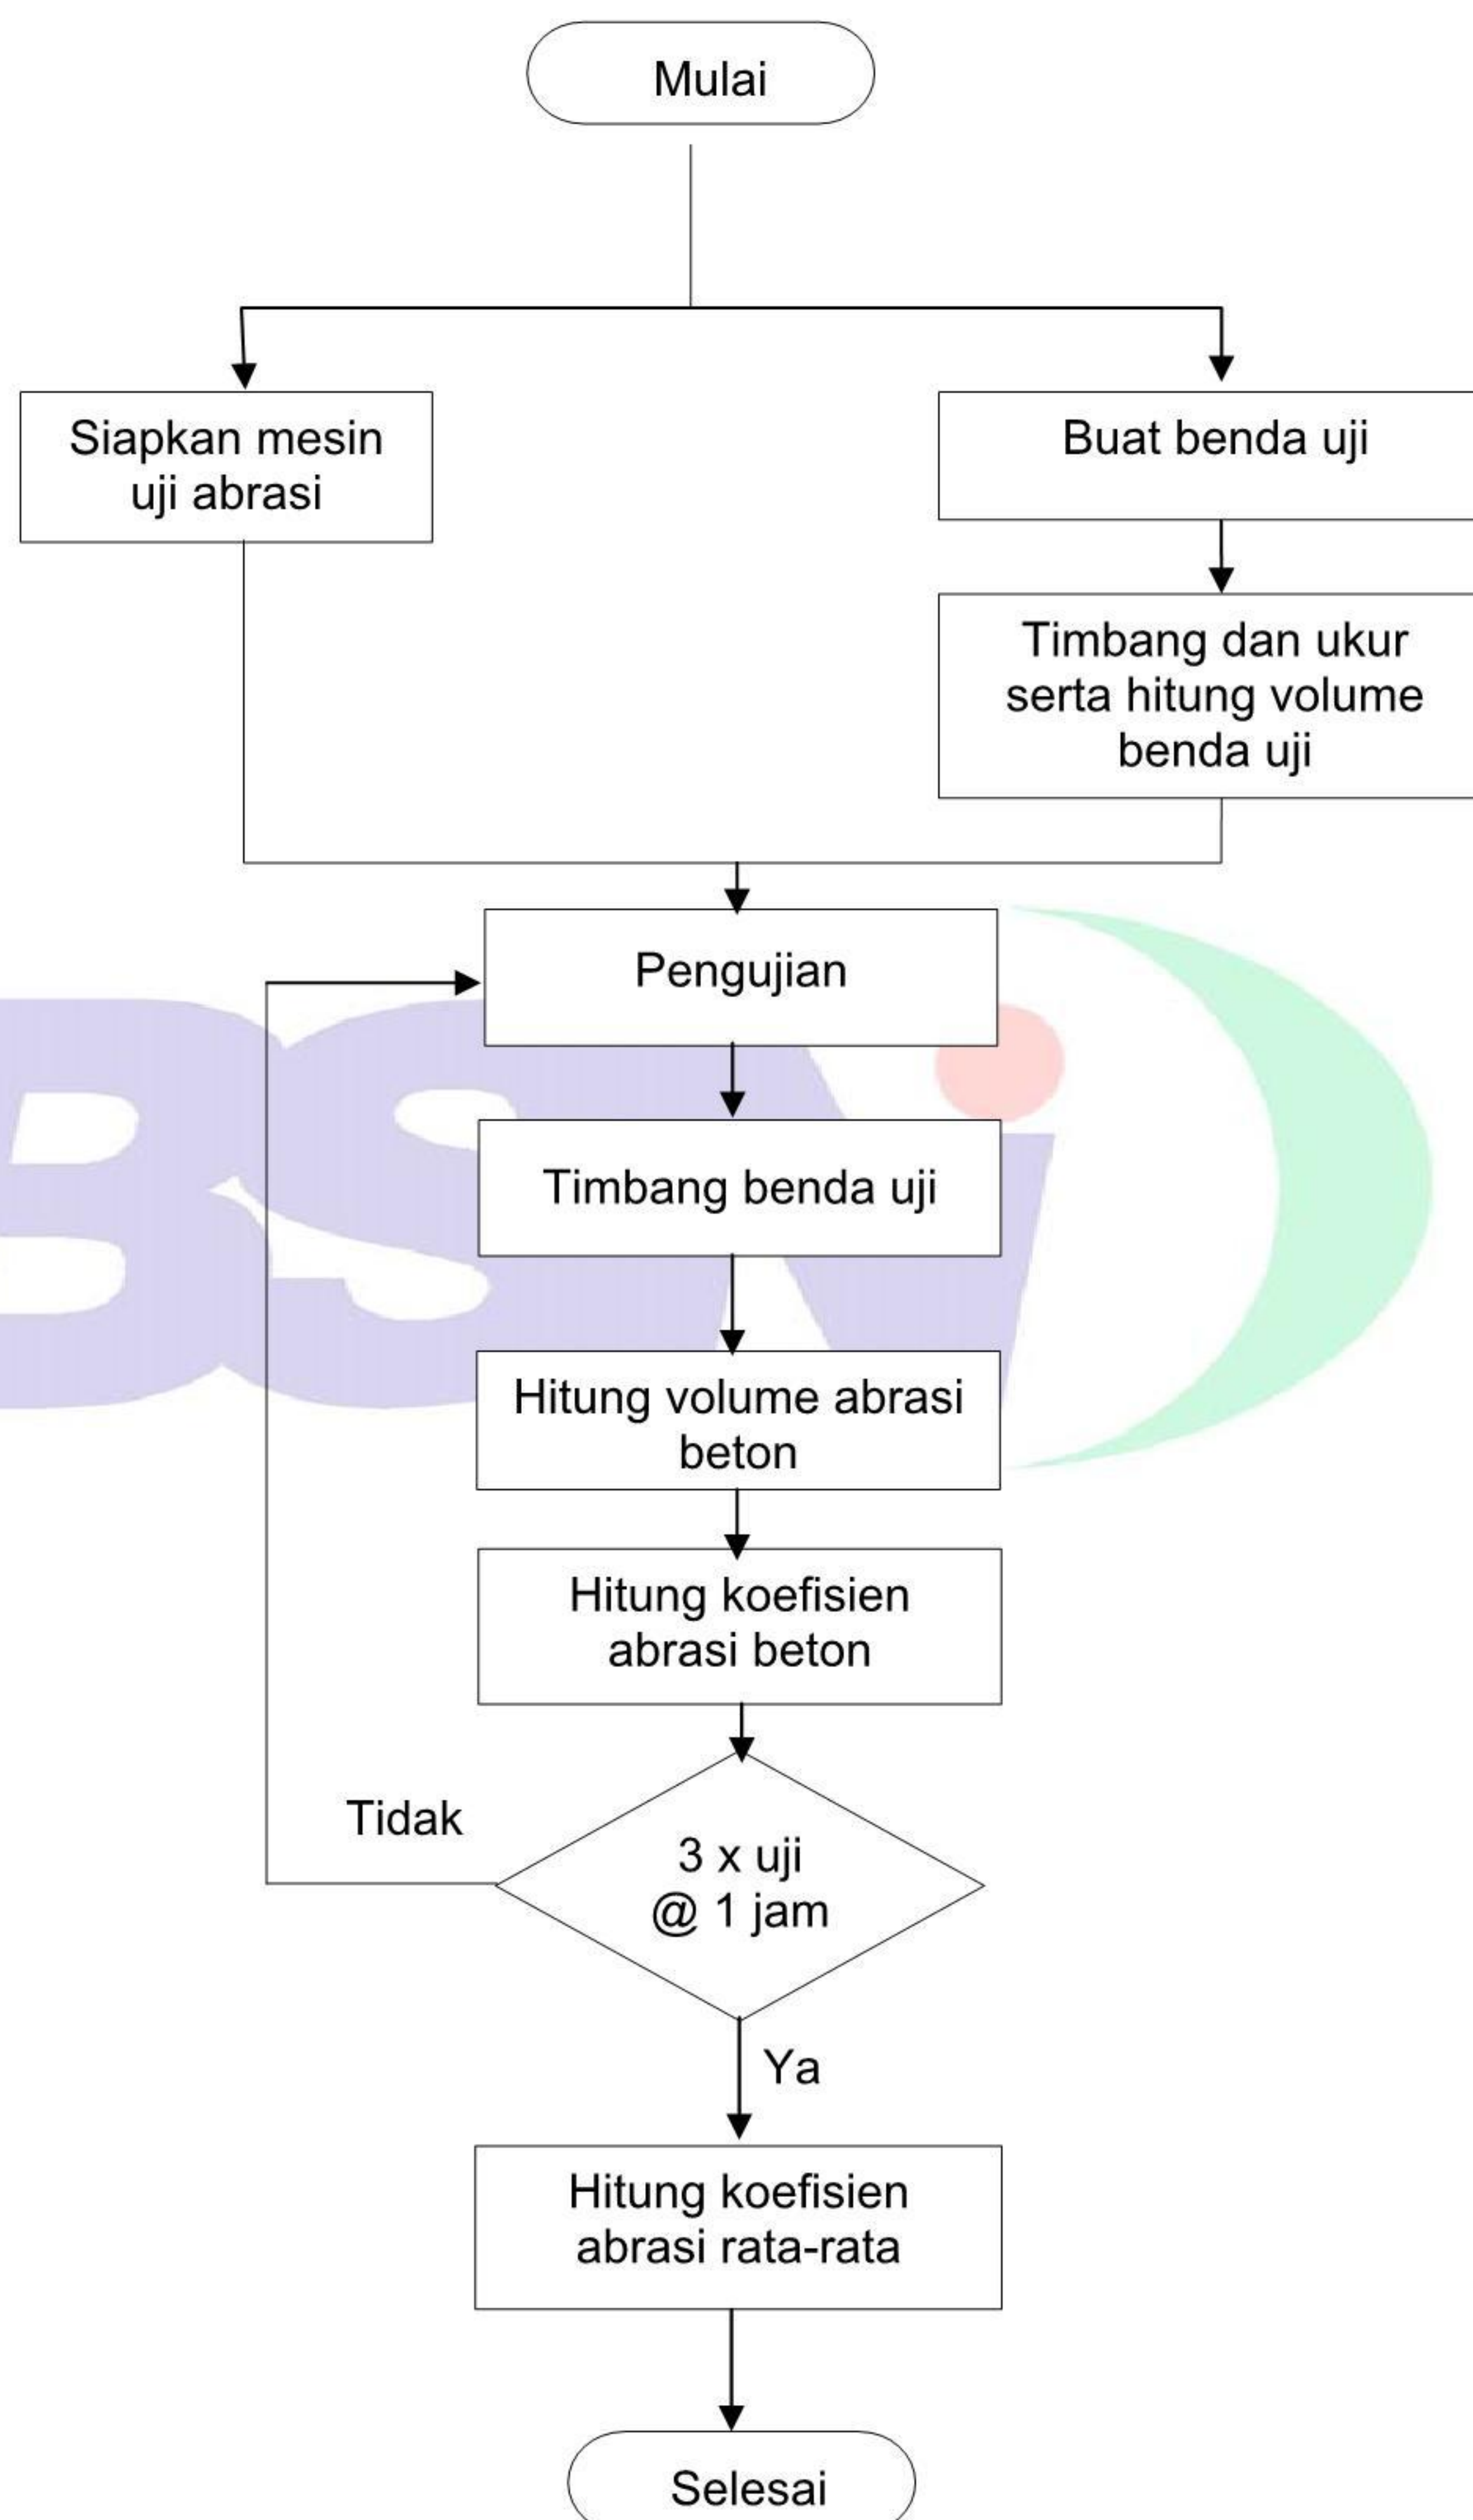 Mulai
Siapkan mesin
uji abrasi
Buat benda uji
Timbang dan ukur
serta hitung volume
benda uji
Pengujian
BSN
Timbang benda uji
Hitung volume abrasi
beton
Hitung koefisien
abrasi beton
Tidak
3 x uji
@ 1 jam
Ya
Hitung koefisien
abrasi rata-rata
Selesai